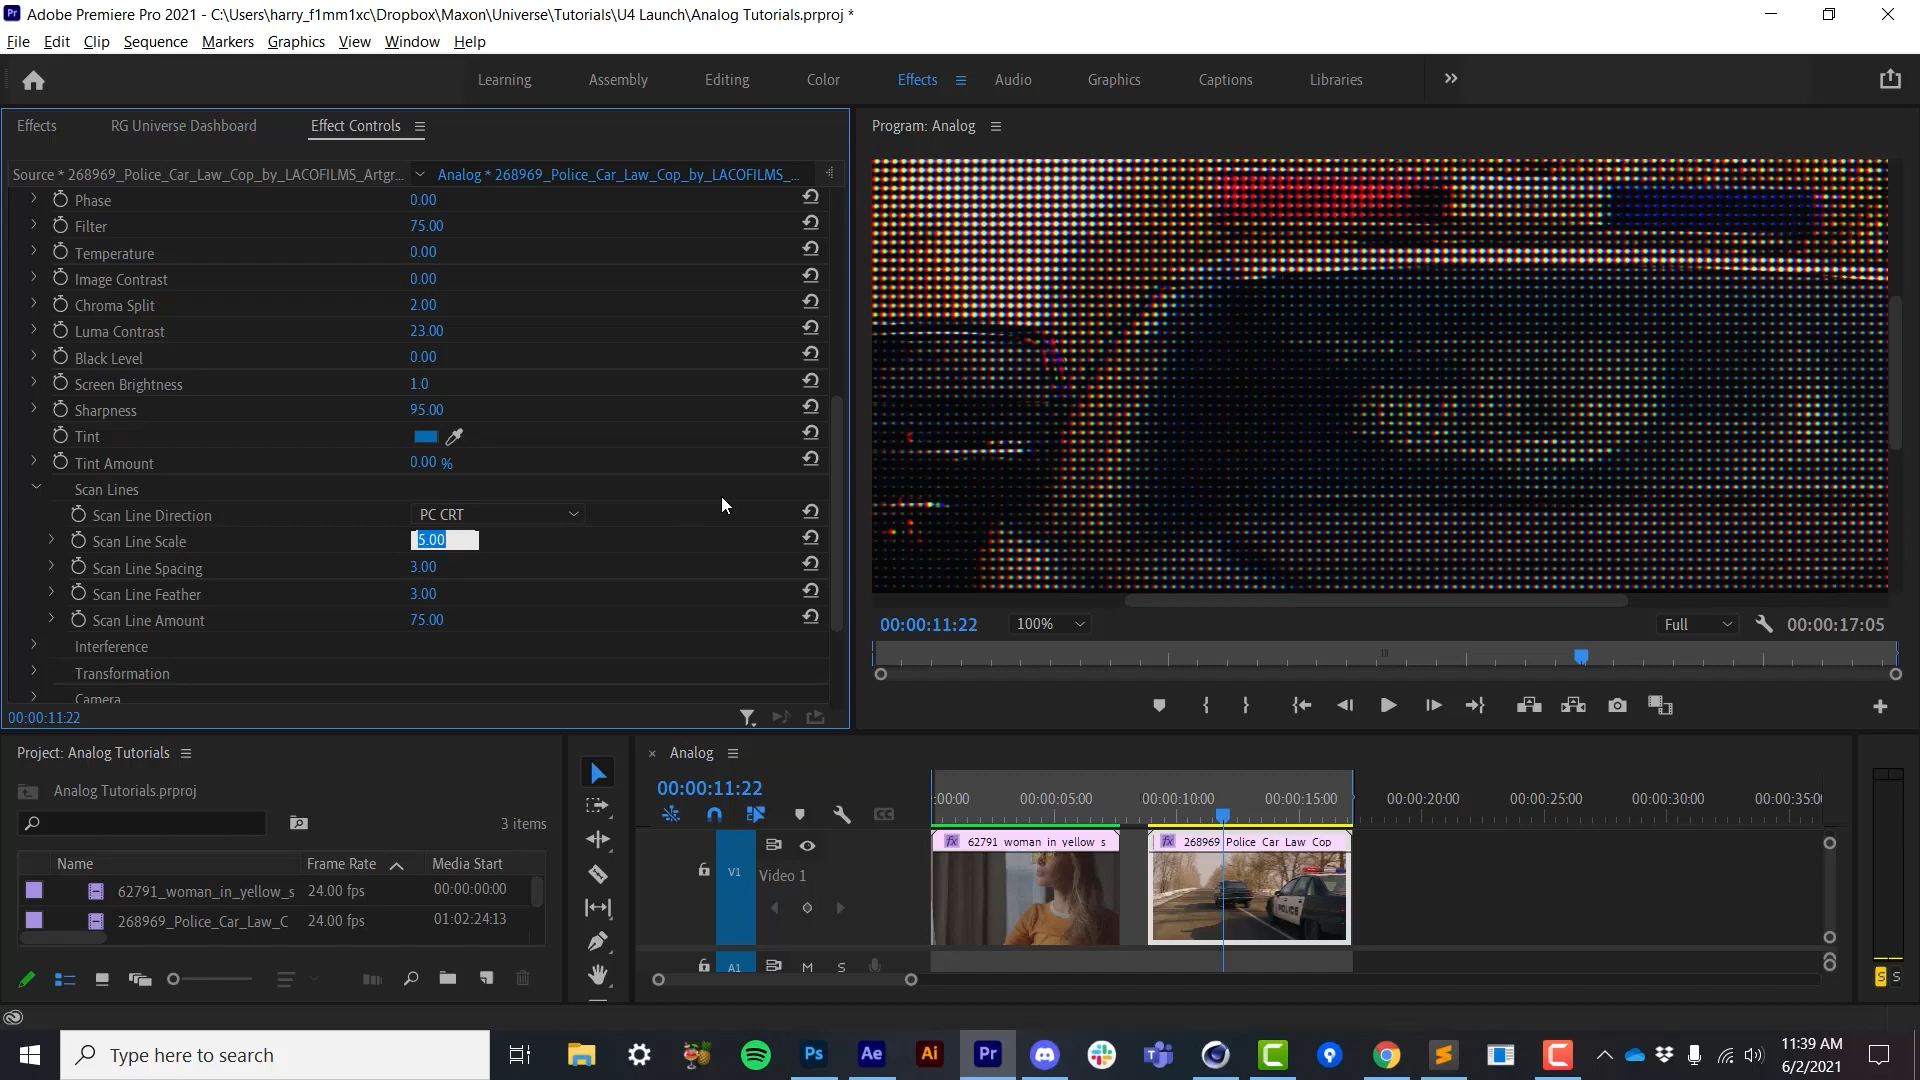 Adobe Premiere Pro 2021 - C:\Users\harry_f1mm1xc\Dropbox\Maxon\Universe\Tutorials\U4 Launch\Analog Tutorials.prproj *
File Edit Clip Sequence Markers Graphics View Window Help
Learning Assembly Editing Color Effects Audio Graphics Captions Libraries
Effects RG Universe Dashboard Effect Controls
Source * 268969_Police_Car_Law_Cop_by_LACOFILMS_Artgr... Analog * 268969_Police_Car_Law_Cop_by_LACOFILMS_...
Phase 0.00
Filter 75.00
Temperature 0.00
Image Contrast 0.00
Chroma Split 2.00
Luma Contrast 23.00
Black Level 0.00
Screen Brightness 1.0
Sharpness 95.00
Tint
Tint Amount 0.00 %
Scan Lines
Scan Line Direction PC CRT
Scan Line Scale 5.00
Scan Line Spacing 3.00
Scan Line Feather 3.00
Scan Line Amount 75.00
Interference
Transformation
Camera
00:00:11:22
Program: Analog
00:00:11:22 100% Full 00:00:17:05
Project: Analog Tutorials
Analog Tutorials.prproj
3 items
Name Frame Rate Media Start
62791_woman_in_yellow_s 24.00 fps 00:00:00:00
268969_Police_Car_Law_C 24.00 fps 01:02:24:13
Analog
00:00:11:22
:00:00 00:00:05:00 00:00:10:00 00:00:15:00 00:00:20:00 00:00:25:00 00:00:30:00 00:00:35:0
fx 62791_woman_in_yellow_s fx 268969_Police_Car_Law_Cop
V1 Video 1
POLICE
A1 M S
S S
Type here to search
Ps Ae Ai Pr
11:39 AM
6/2/2021